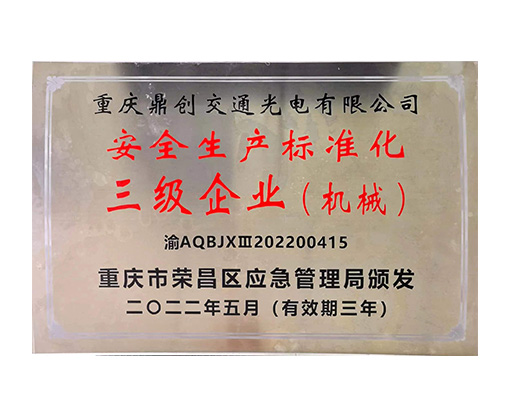 重庆鼎创交通光电有限公司
安全生产标准化
三级企业（机械）
渝AQBJXⅢ202200415
重庆市荣昌区应急管理局颁发
二〇二二年五月（有效期三年）